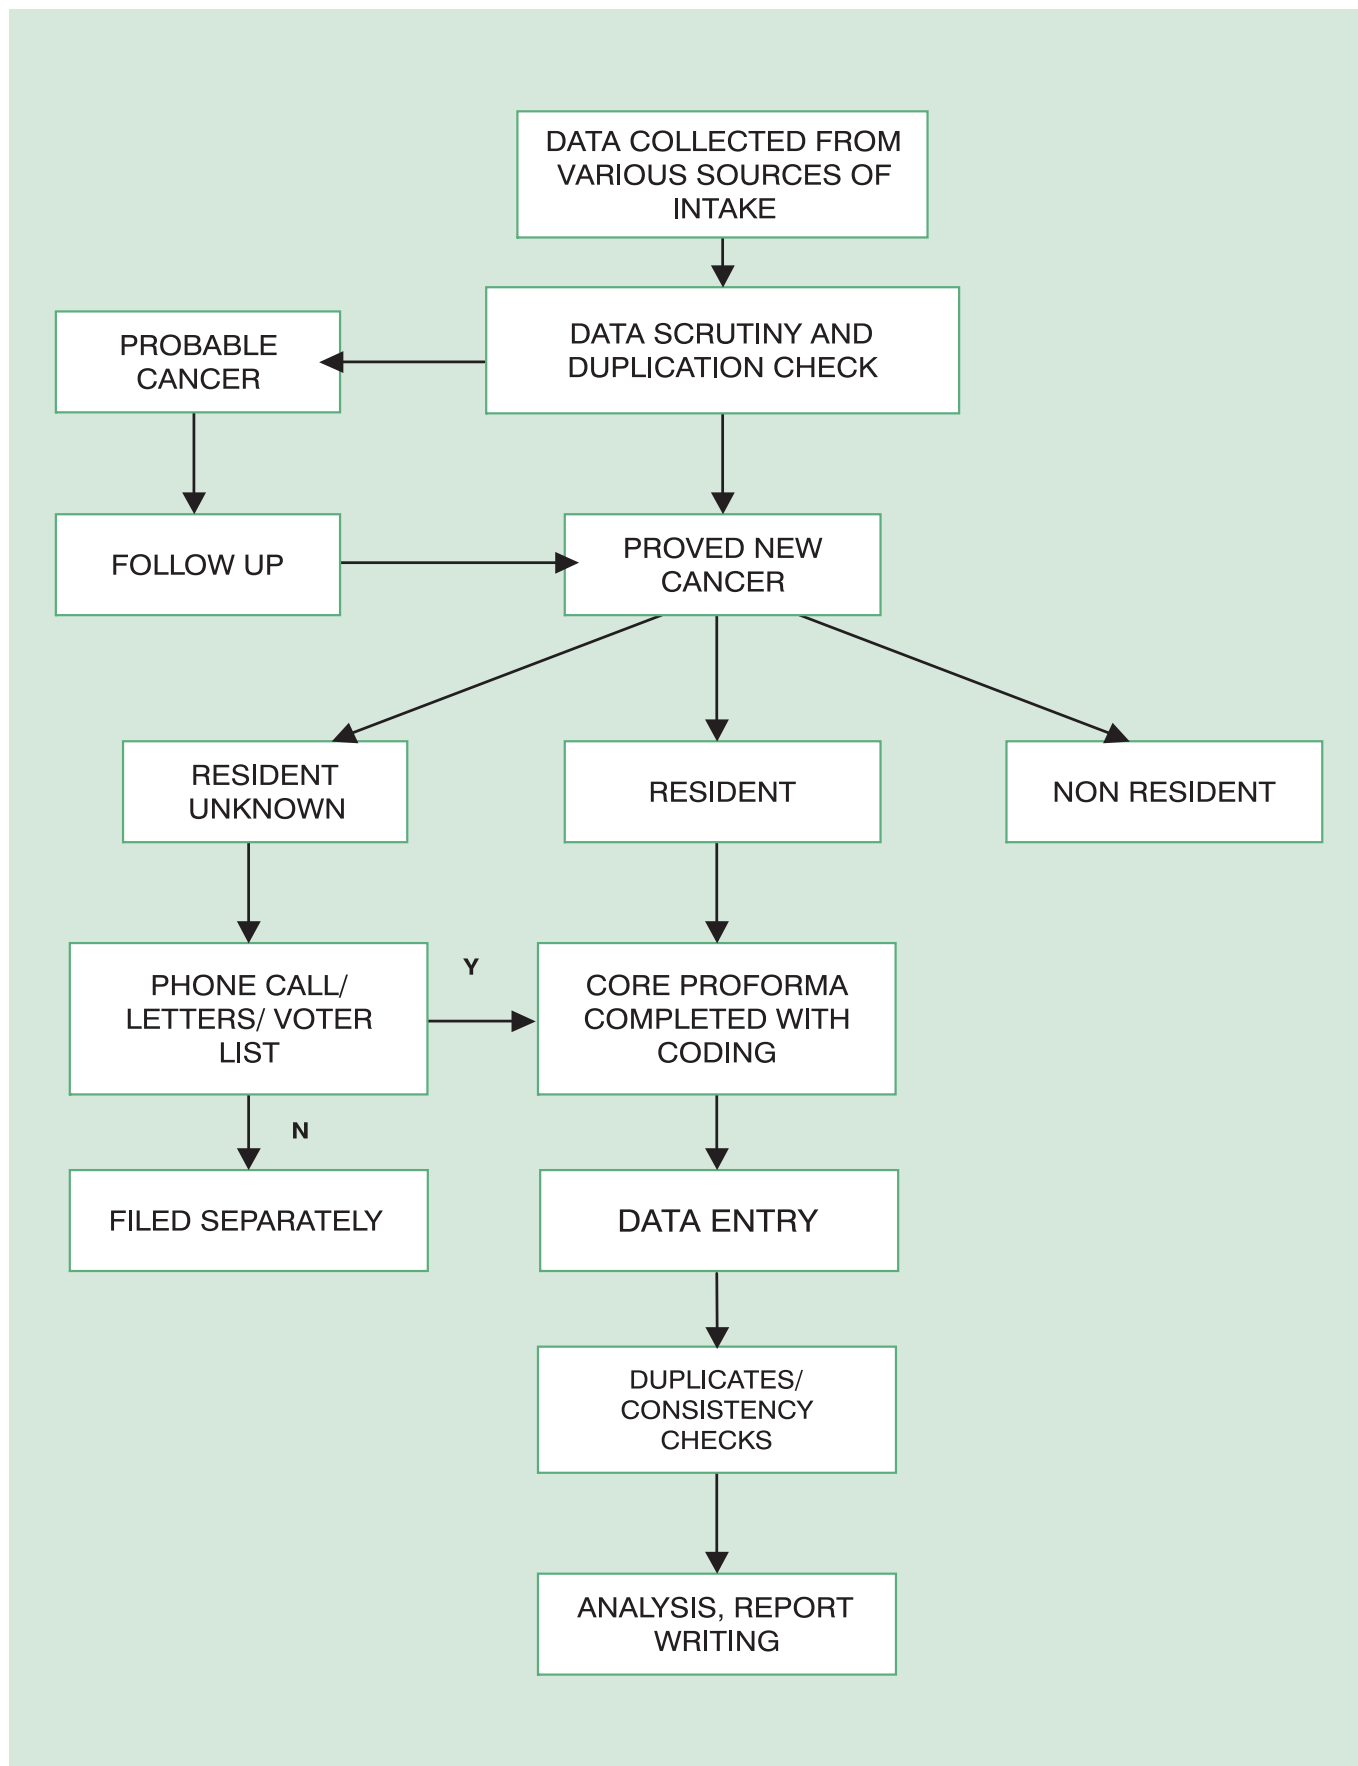 DATA COLLECTED FROM
VARIOUS SOURCES OF
INTAKE
DATA SCRUTINY AND
DUPLICATION CHECK
PROBABLE
CANCER
FOLLOW UP
PROVED NEW
CANCER
RESIDENT
UNKNOWN
RESIDENT
NON RESIDENT
PHONE CALL/
LETTERS/ VOTER
LIST
Y
CORE PROFORMA
COMPLETED WITH
CODING
N
FILED SEPARATELY
DATA ENTRY
DUPLICATES/
CONSISTENCY
CHECKS
ANALYSIS, REPORT
WRITING